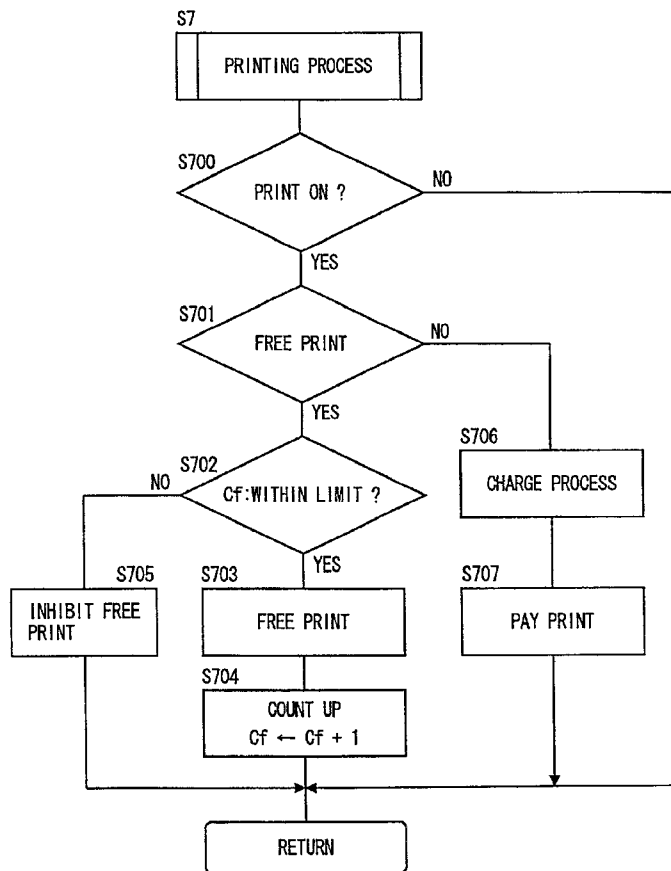 S7
PRINTING PROCESS
S700
PRINT ON ?
NO
YES
S701
FREE PRINT
NO
YES
S702
Cf:WITHIN LIMIT ?
NO
YES
S706
CHARGE PROCESS
S705
INHIBIT FREE
PRINT
S703
FREE PRINT
S707
PAY PRINT
S704
COUNT UP
Cf ← Cf + 1
RETURN